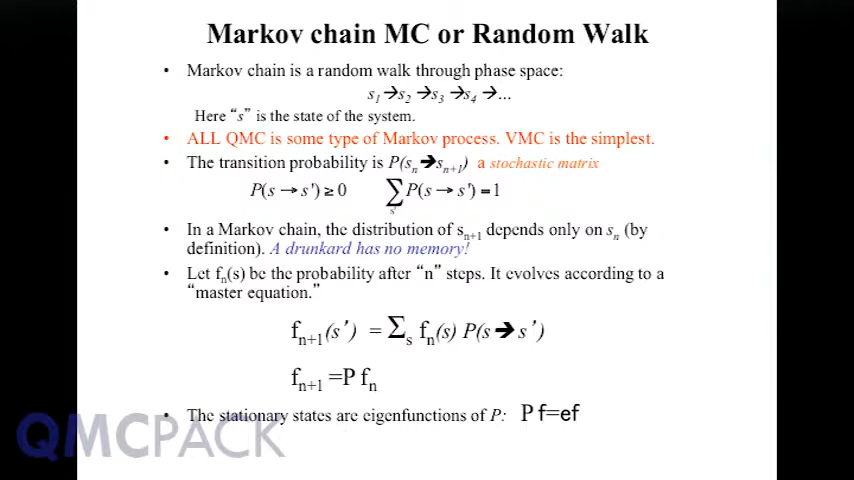 Markov chain MC or Random Walk
• Markov chain is a random walk through phase space:
s₁➔s₂ ➔s₃ ➔s₄ ➔…
Here “s” is the state of the system.
• ALL QMC is some type of Markov process. VMC is the simplest.
• The transition probability is P(sₙ➔sₙ₊₁) a stochastic matrix
P(s → s') ≥ 0 ∑s' P(s → s') = 1
• In a Markov chain, the distribution of sₙ₊₁ depends only on sₙ (by
definition). A drunkard has no memory!
• Let fₙ(s) be the probability after “n” steps. It evolves according to a
“master equation.”
fₙ₊₁(s’) = Σₛ fₙ(s) P(s➔ s’)
fₙ₊₁ =P fₙ
• The stationary states are eigenfunctions of P: P f=ef
QMCPACK